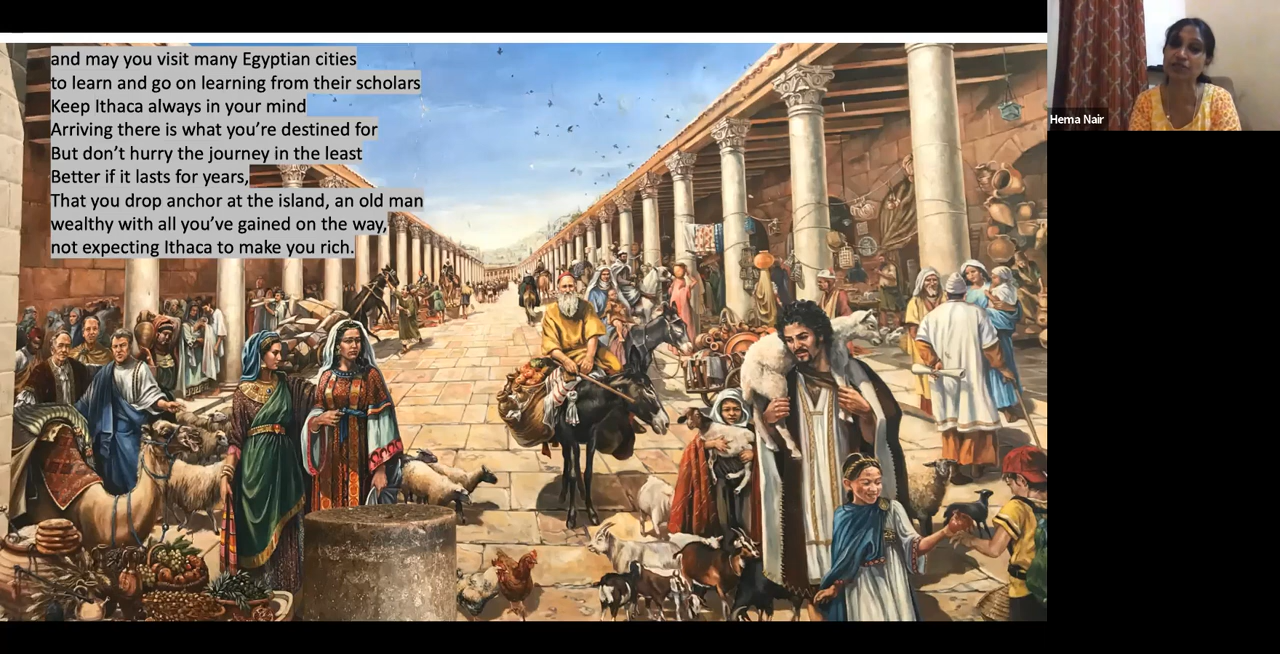 and may you visit many Egyptian cities
to learn and go on learning from their scholars
Keep Ithaca always in your mind
Arriving there is what you’re destined for
But don’t hurry the journey in the least
Better if it lasts for years,
That you drop anchor at the island, an old man
wealthy with all you’ve gained on the way,
not expecting Ithaca to make you rich.
Hema Nair